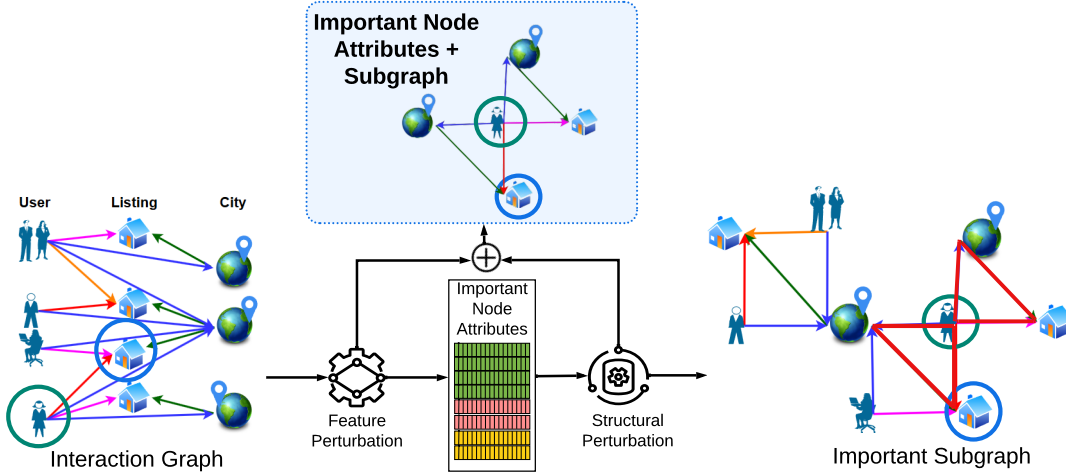 Important Node
Attributes +
Subgraph
User
Listing
City
Important
Node
Attributes
Feature
Perturbation
Structural
Perturbation
Interaction Graph
Important Subgraph